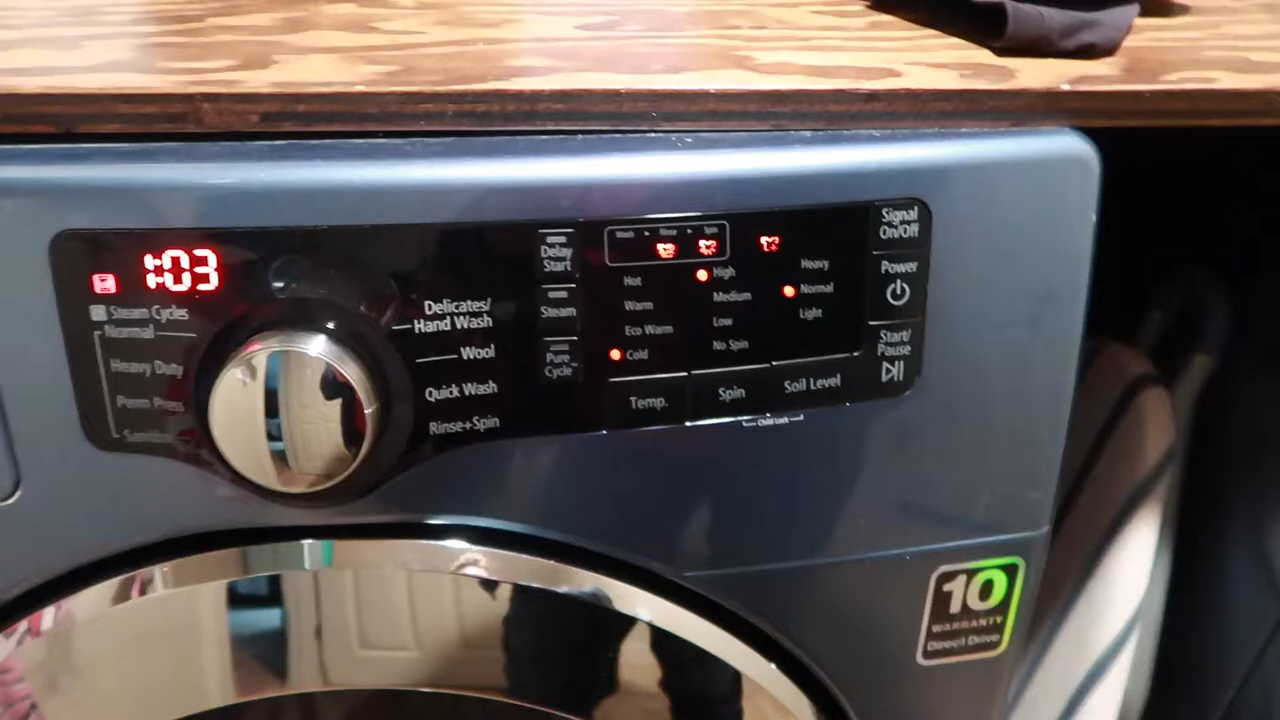 1:03
Steam Cycles
Normal
Heavy Duty
Perm Press
Delicates/
Hand Wash
Wool
Quick Wash
Rinse+Spin
Delay
Start
Steam
Pure
Cycle™
Wash Rinse Spin
Hot
Warm
Eco Warm
Cold
Temp.
High
Medium
Low
No Spin
Spin
Heavy
Normal
Light
Soil Level
Child Lock
Signal
On/Off
Power
Start/
Pause
10
WARRANTY
Direct Drive